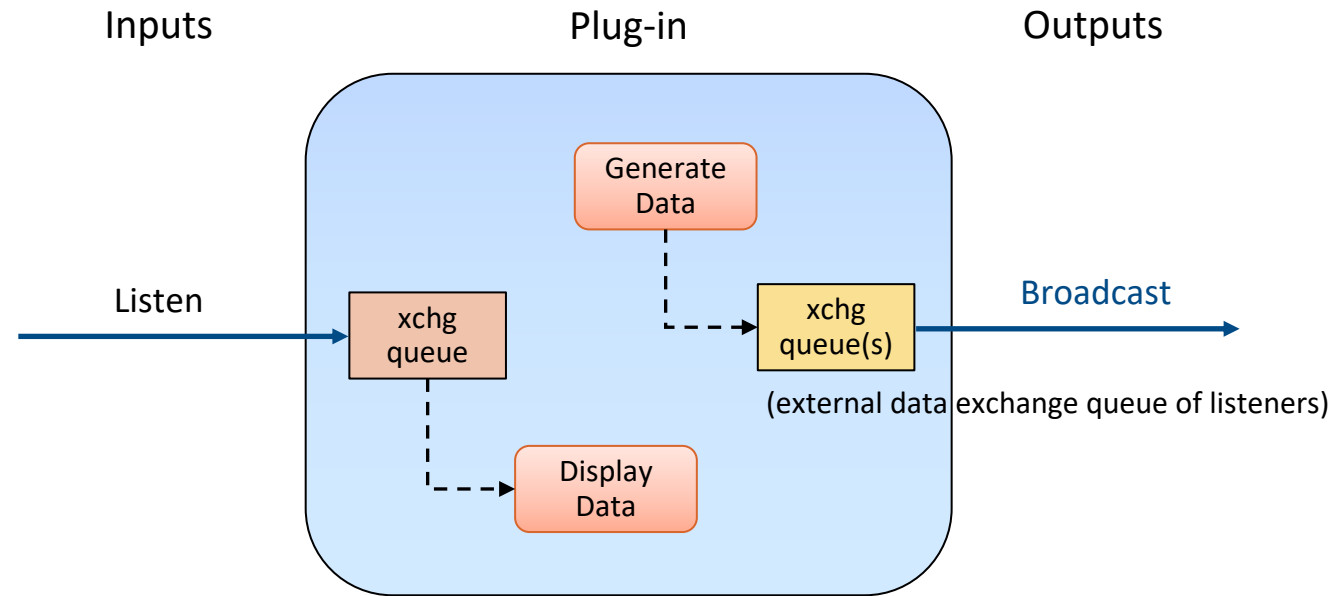 Inputs
Plug-in
Outputs
Generate
Data
Listen
xchg
queue
xchg
queue(s)
Broadcast
(external data exchange queue of listeners)
Display
Data